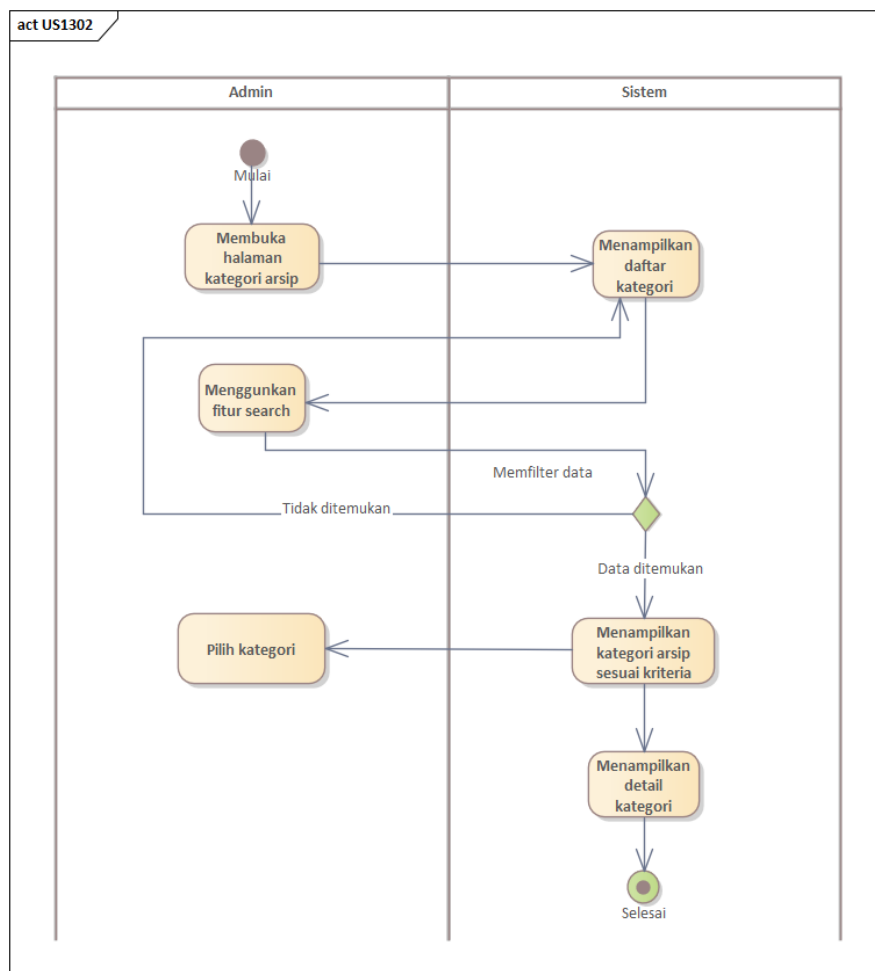 act US1302
Admin
Sistem
Mulai
Membuka
halaman
kategori arsip
Menampilkan
daftar
kategori
Menggunkan
fitur search
Memfilter data
Tidak ditemukan
Data ditemukan
Pilih kategori
Menampilkan
kategori arsip
sesuai kriteria
Menampilkan
detail
kategori
Selesai